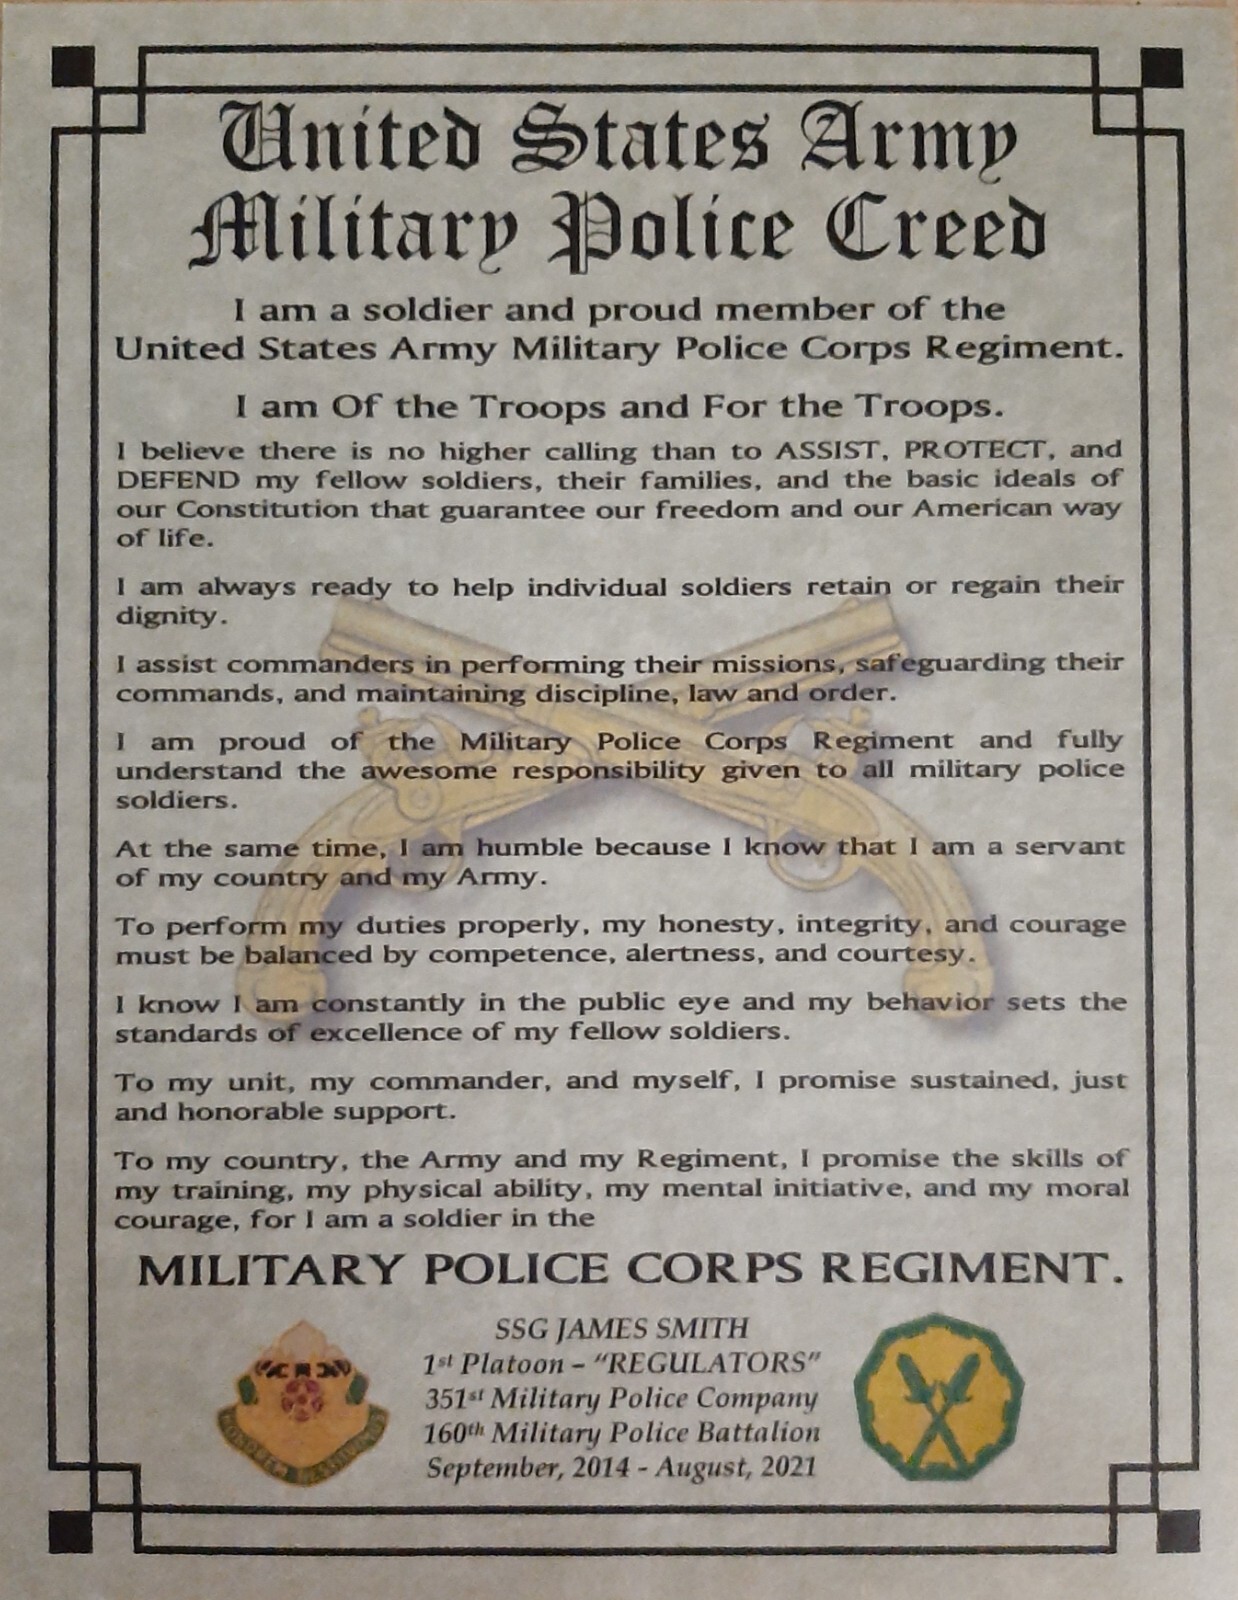 United States Army
Military Police Creed
I am a soldier and proud member of the
United States Army Military Police Corps Regiment.
I am Of the Troops and For the Troops.
I believe there is no higher calling than to ASSIST, PROTECT, and
DEFEND my fellow soldiers, their families, and the basic ideals of
our Constitution that guarantee our freedom and our American way
of life.
I am always ready to help individual soldiers retain or regain their
dignity.
I assist commanders in performing their missions, safeguarding their
commands, and maintaining discipline, law and order.
I am proud of the Military Police Corps Regiment and fully
understand the awesome responsibility given to all military police
soldiers.
At the same time, I am humble because I know that I am a servant
of my country and my Army.
To perform my duties properly, my honesty, integrity, and courage
must be balanced by competence, alertness, and courtesy.
I know I am constantly in the public eye and my behavior sets the
standards of excellence of my fellow soldiers.
To my unit, my commander, and myself, I promise sustained, just
and honorable support.
To my country, the Army and my Regiment, I promise the skills of
my training, my physical ability, my mental initiative, and my moral
courage, for I am a soldier in the
MILITARY POLICE CORPS REGIMENT.
SSG JAMES SMITH
1st Platoon – “REGULATORS”
351st Military Police Company
160th Military Police Battalion
September, 2014 - August, 2021